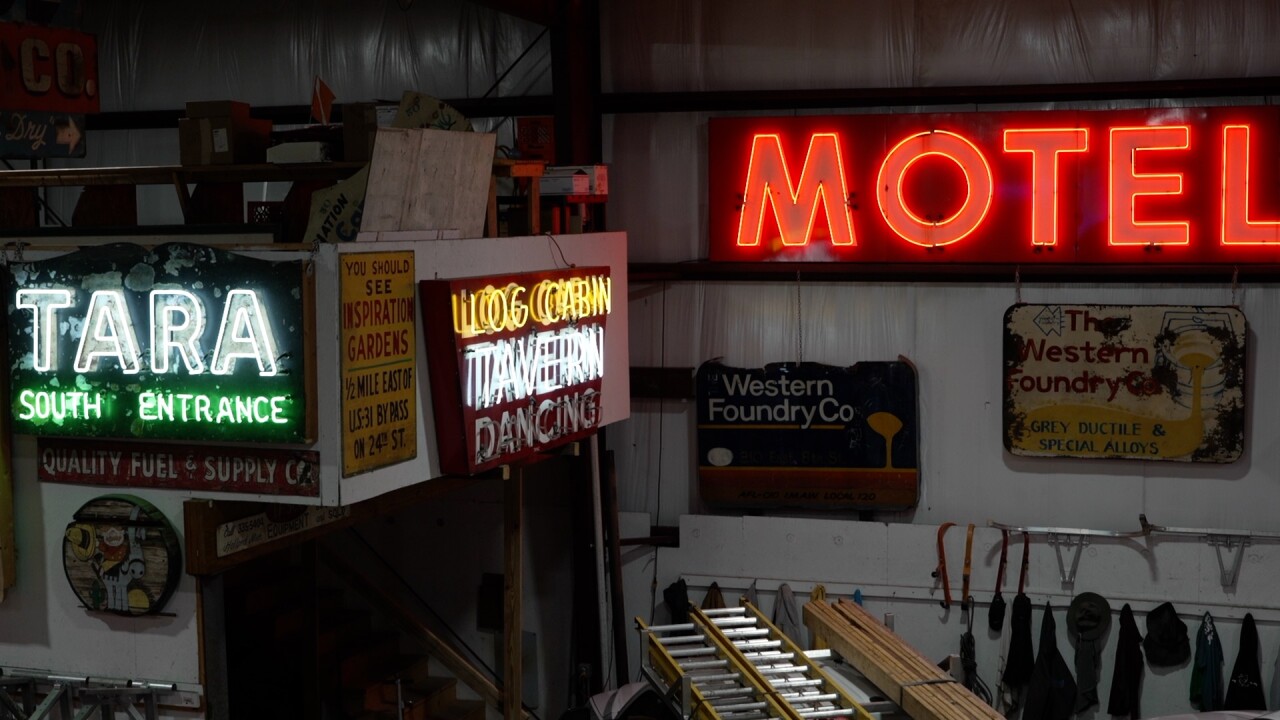 CO.
Dry
TARA
SOUTH ENTRANCE
QUALITY FUEL & SUPPLY CO
YOU SHOULD
SEE
INSPIRATION
GARDENS
1/2 MILE EAST OF
U.S-31 BY PASS
ON 24TH ST.
LOG CABIN
TAVERN
DANCING
EQUIPMENT
MOTEL
Western
Foundry Co
The
Western
Foundry Co
GREY DUCTILE &
SPECIAL ALLOYS